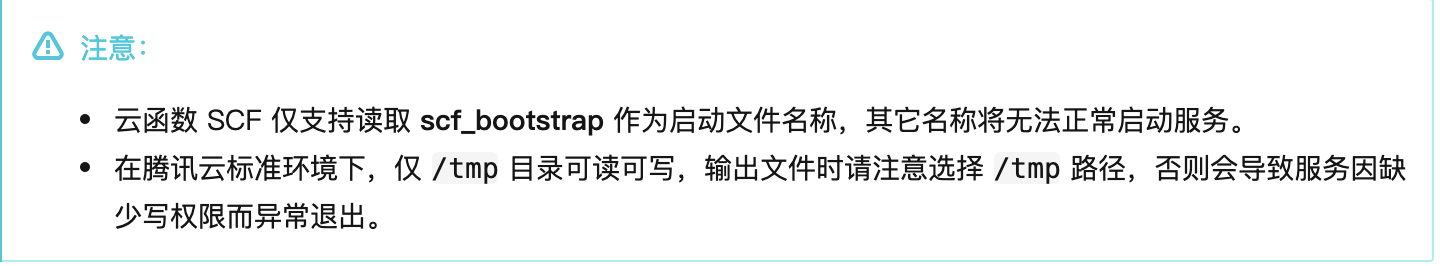 注意：
云函数 SCF 仅支持读取 scf_bootstrap 作为启动文件名称，其它名称将无法正常启动服务。
在腾讯云标准环境下，仅 /tmp 目录可读可写，输出文件时请注意选择 /tmp 路径，否则会导致服务因缺
少写权限而异常退出。